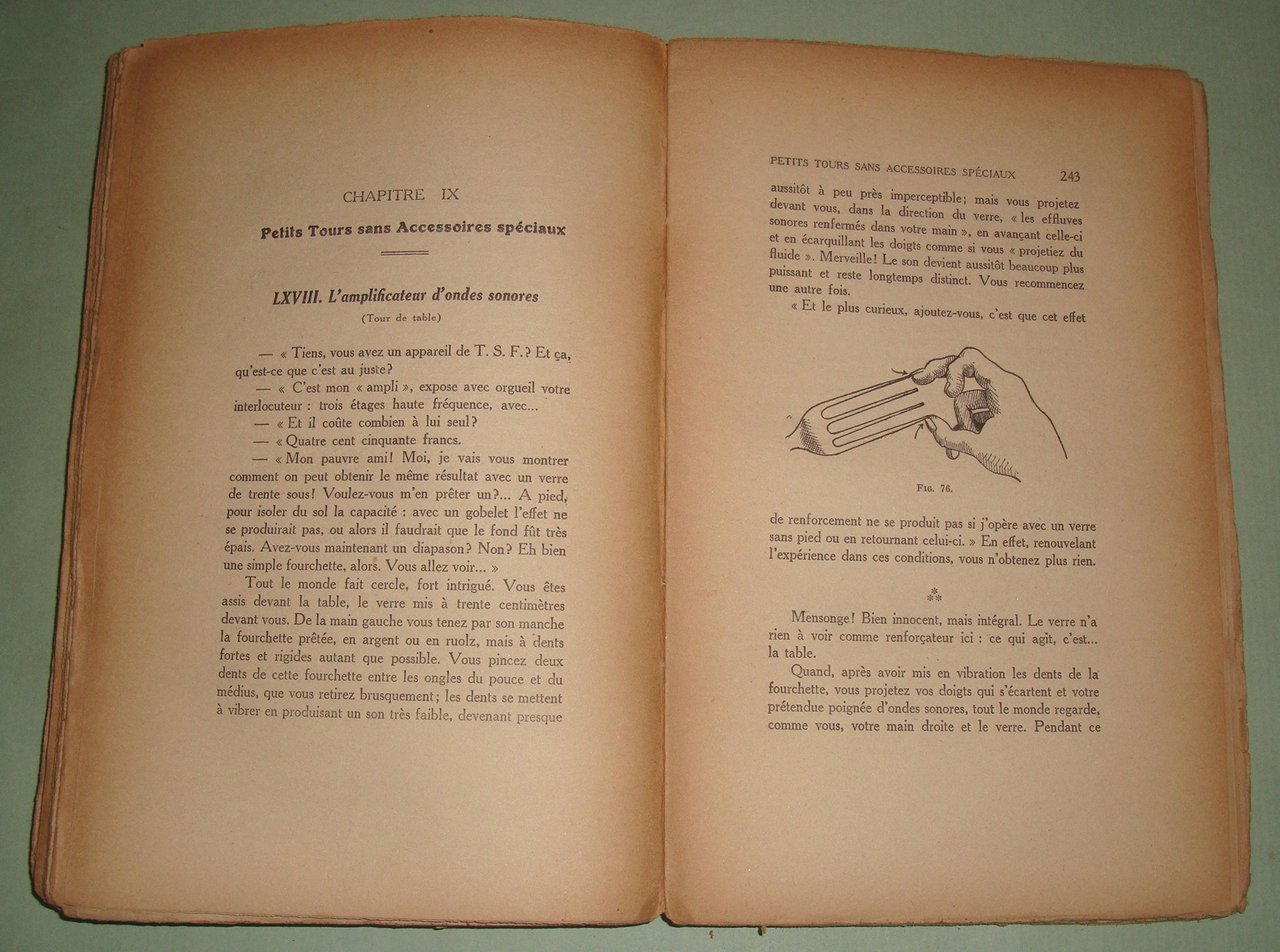 CHAPITRE IX
Petits Tours sans Accessoires spéciaux
LXVIII. L'amplificateur d'ondes sonores
(Tour de table)
— « Tiens, vous avez un appareil de T. S. F.? Et ça,
qu'est-ce que c'est au juste?
— « C'est mon « ampli », expose avec orgueil votre
interlocuteur : trois étages haute fréquence, avec...
— « Et il coûte combien à lui seul?
— « Quatre cent cinquante francs.
— « Mon pauvre ami! Moi, je vais vous montrer
comment on peut obtenir le même résultat avec un verre
de trente sous! Voulez-vous m'en prêter un?... A pied,
pour isoler du sol la capacité : avec un gobelet l'effet ne
se produirait pas, ou alors il faudrait que le fond fût très
épais. Avez-vous maintenant un diapason? Non? Eh bien
une simple fourchette, alors. Vous allez voir... »
Tout le monde fait cercle, fort intrigué. Vous êtes
assis devant la table, le verre mis à trente centimètres
devant vous. De la main gauche vous tenez par son manche
la fourchette prêtée, en argent ou en ruolz, mais à dents
fortes et rigides autant que possible. Vous pincez deux
dents de cette fourchette entre les ongles du pouce et du
médius, que vous retirez brusquement; les dents se mettent
à vibrer en produisant un son très faible, devenant presque
PETITS TOURS SANS ACCESSOIRES SPÉCIAUX 243
aussitôt à peu près imperceptible; mais vous projetez
devant vous, dans la direction du verre, « les effluves
sonores renfermés dans votre main », en avançant celle-ci
et en écarquillant les doigts comme si vous « projetiez du
fluide ». Merveille! Le son devient aussitôt beaucoup plus
puissant et reste longtemps distinct. Vous recommencez
une autre fois.
« Et le plus curieux, ajoutez-vous, c'est que cet effet
FIG. 76.
de renforcement ne se produit pas si j'opère avec un verre
sans pied ou en retournant celui-ci. » En effet, renouvelant
l'expérience dans ces conditions, vous n'obtenez plus rien.
⁂
Mensonge! Bien innocent, mais intégral. Le verre n'a
rien à voir comme renforçateur ici : ce qui agit, c'est...
la table.
Quand, après avoir mis en vibration les dents de la
fourchette, vous projetez vos doigts qui s'écartent et votre
prétendue poignée d'ondes sonores, tout le monde regarde,
comme vous, votre main droite et le verre. Pendant ce